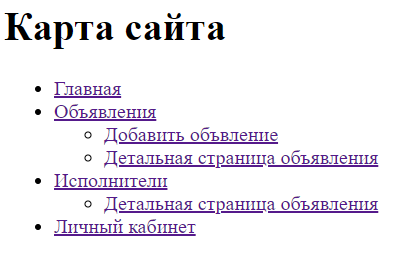 Карта сайта
Главная
Объявления
Добавить объвление
Детальная страница объявления
Исполнители
Детальная страница объявления
Личный кабинет